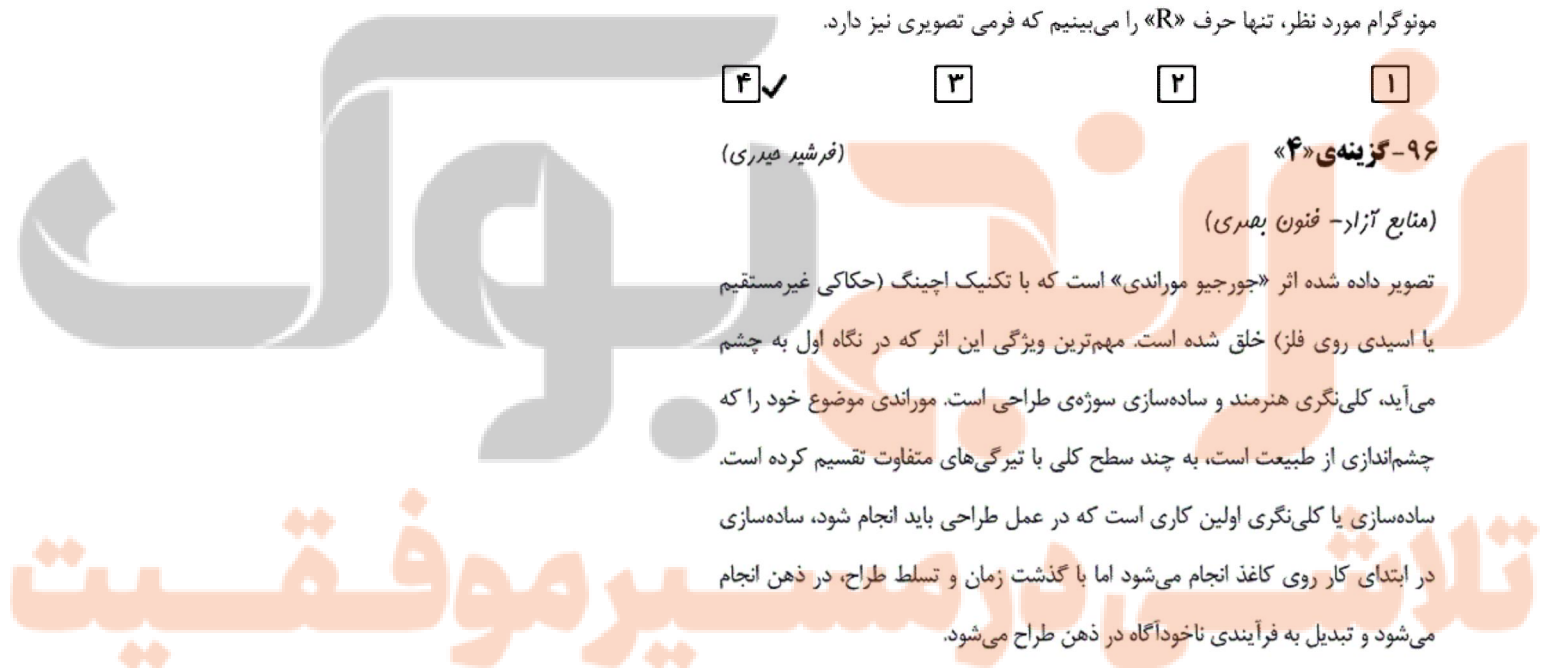 مونوگرام مورد نظر، تنها حرف «R» را می‌بینیم که فرمی تصویری نیز دارد.
۱ ۲ ۳ ۴
۹۶- گزینه‌ی «۴» (فرشید حیدری)
(منابع آزاد- فنون بصری)
تصویر داده شده اثر «جورجیو موراندی» است که با تکنیک اچینگ (حکاکی غیرمستقیم
یا اسیدی روی فلز) خلق شده است. مهم‌ترین ویژگی این اثر که در نگاه اول به چشم
می‌آید، کلی‌نگری هنرمند و ساده‌سازی سوژه‌ی طراحی است. موراندی موضوع خود را که
چشم‌اندازی از طبیعت است، به چند سطح کلی با تیرگی‌های متفاوت تقسیم کرده است.
ساده‌سازی یا کلی‌نگری اولین کاری است که در عمل طراحی باید انجام شود، ساده‌سازی
در ابتدای کار روی کاغذ انجام می‌شود اما با گذشت زمان و تسلط طراح، در ذهن انجام
می‌شود و تبدیل به فرآیندی ناخودآگاه در ذهن طراح می‌شود.
ترنج بوک
تلاشی در مسیر موفقیت